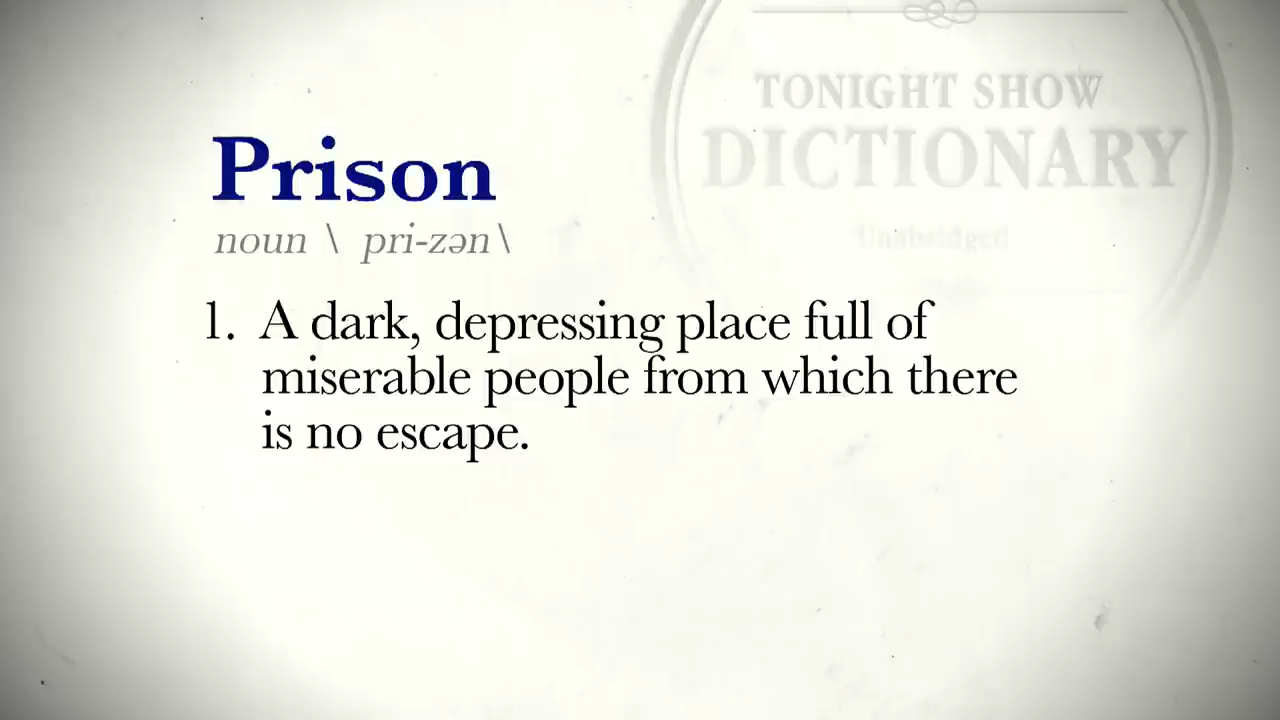 TONIGHT SHOW
DICTIONARY
Unabridged
Prison
noun \ pri-zən \
1. A dark, depressing place full of
miserable people from which there
is no escape.